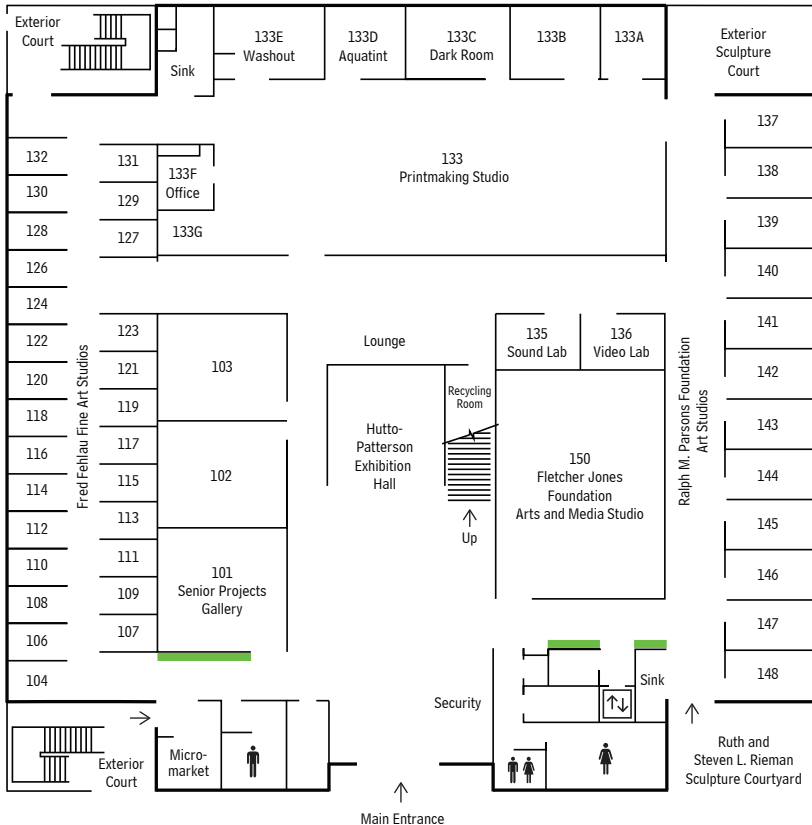 Exterior
Court
Sink
133E
Washout
133D
Aquatint
133C
Dark Room
133B
133A
Exterior
Sculpture
Court
132
130
128
126
124
122
120
118
116
114
112
110
108
106
104
Fred Fehlau Fine Art Studios
131
129
127
123
121
119
117
115
113
111
109
107
133F
Office
133G
133
Printmaking Studio
103
102
101
Senior Projects
Gallery
Lounge
Hutto-
Patterson
Exhibition
Hall
Recycling
Room
Up
135
Sound Lab
136
Video Lab
150
Fletcher Jones
Foundation
Arts and Media Studio
Ralph M. Parsons Foundation
Art Studios
137
138
139
140
141
142
143
144
145
146
147
148
Security
Sink
Exterior
Court
Micro-
market
Ruth and
Steven L. Rieman
Sculpture Courtyard
Main Entrance